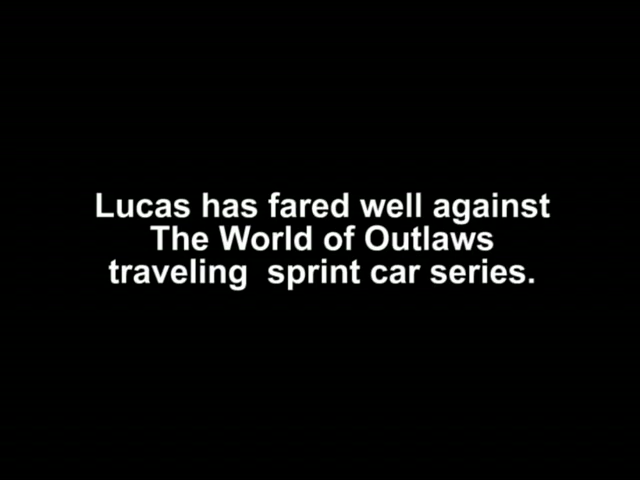 Lucas has fared well against
The World of Outlaws
traveling  sprint car series.